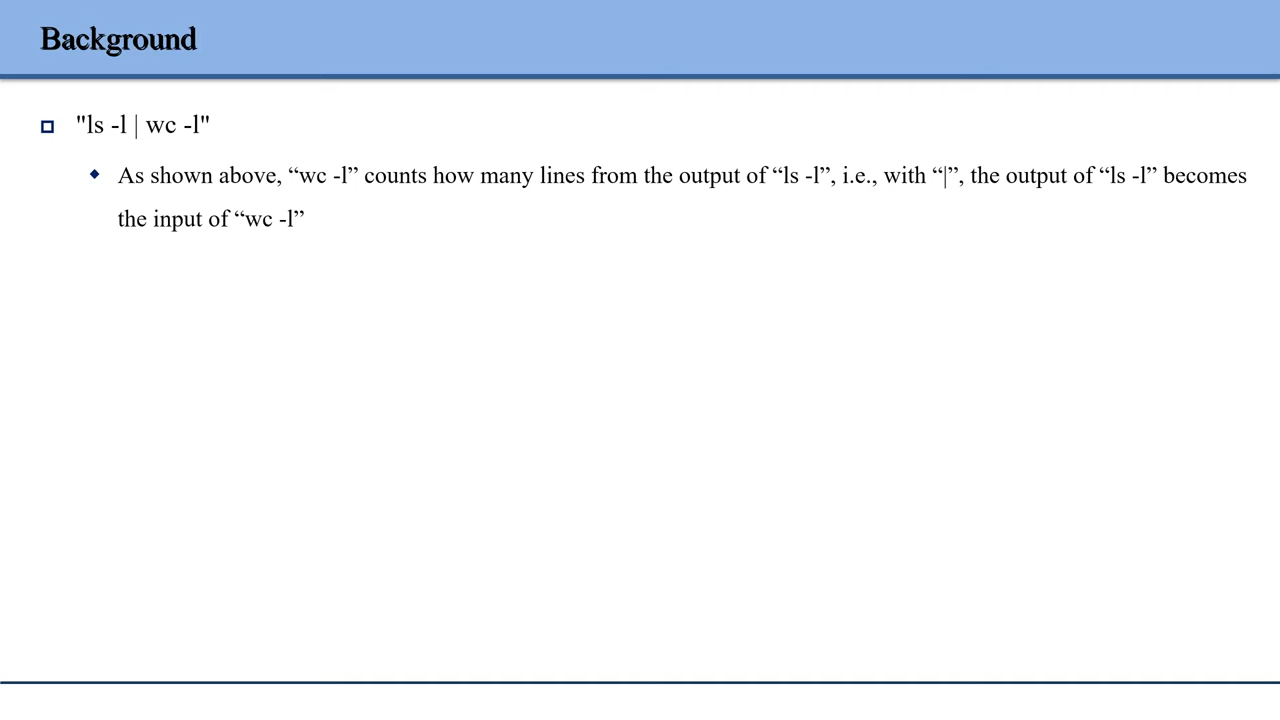 Background
"ls -l | wc -l"
As shown above, “wc -l” counts how many lines from the output of “ls -l”, i.e., with “|”, the output of “ls -l” becomes
the input of “wc -l”